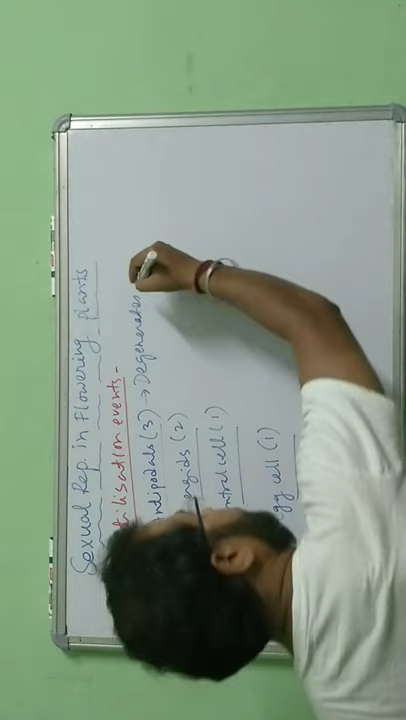 Sexual Rep. in Flowering plants
tilisation events -
ntipodals (3) → Degenerates
ergids (2)
ntral cell (1)
gg cell (1)